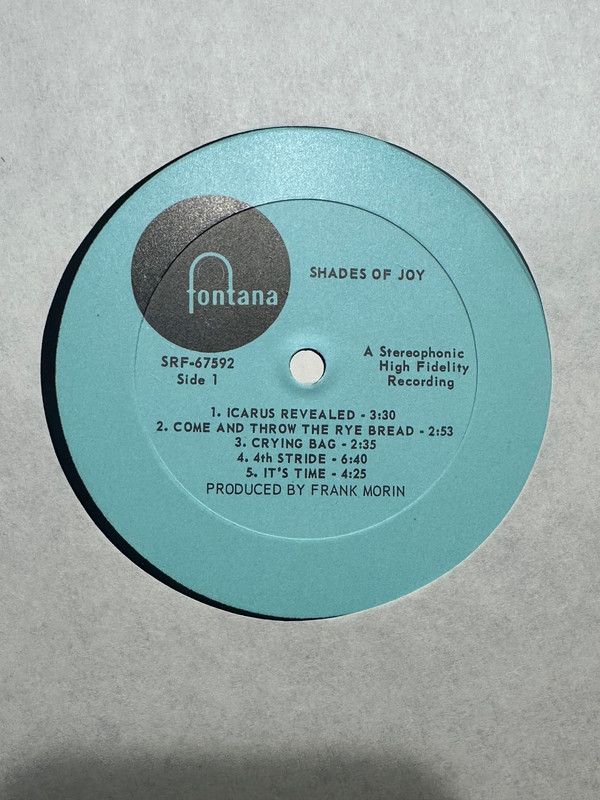 fontana
SHADES OF JOY
SRF-67592
Side 1
A Stereophonic
High Fidelity
Recording
1. ICARUS REVEALED - 3:30
2. COME AND THROW THE RYE BREAD - 2:53
3. CRYING BAG - 2:35
4. 4th STRIDE - 6:40
5. IT'S TIME - 4:25
PRODUCED BY FRANK MORIN